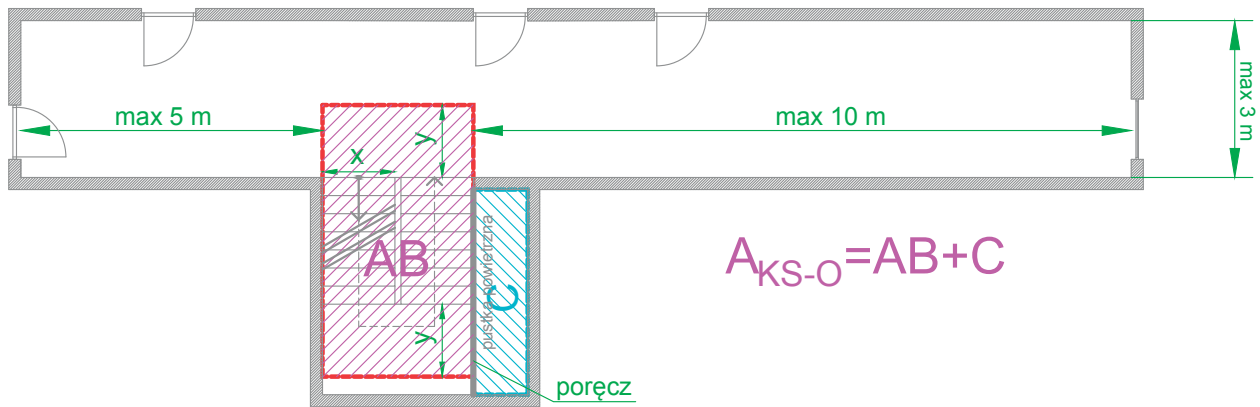 max 5 m
max 10 m
max 3 m
y
x
AB
pustka powietrzna
C
y
A_KS-O=AB+C
poręcz